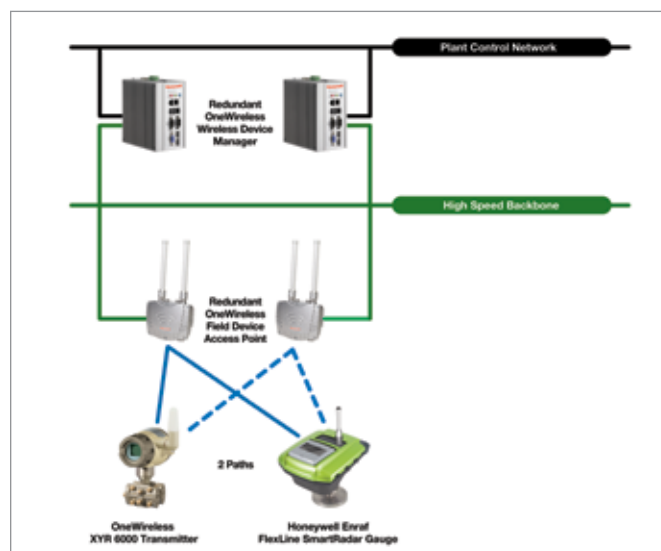 Plant Control Network
Redundant
OneWireless
Wireless Device
Manager
High Speed Backbone
Redundant
OneWireless
Field Device
Access Point
2 Paths
OneWireless
XYR 6000 Transmitter
Honeywell Enraf
FlexLine SmartRadar Gauge